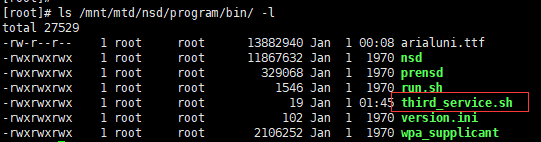 [root]# ls /mnt/mtd/nsd/program/bin/ -l
total 27529
-rw-r--r-- 1 root root 13882940 Jan 1 00:08 arialuni.ttf
-rwxrwxrwx 1 root root 11867632 Jan 1 1970 nsd
-rwxrwxrwx 1 root root 329068 Jan 1 1970 prensd
-rwxrwxrwx 1 root root 1546 Jan 1 1970 run.sh
-rwxrwxrwx 1 root root 19 Jan 1 01:45 third_service.sh
-rwxrwxrwx 1 root root 102 Jan 1 1970 version.ini
-rwxrwxrwx 1 root root 2106252 Jan 1 1970 wpa_supplicant